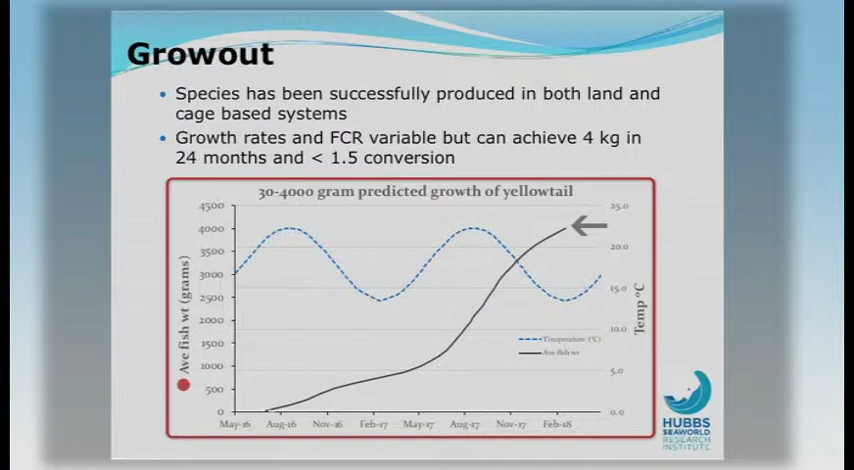 Growout
• Species has been successfully produced in both land and
cage based systems
• Growth rates and FCR variable but can achieve 4 kg in
24 months and < 1.5 conversion
30-4000 gram predicted growth of yellowtail
4500
4000
3500
3000
2500
2000
1500
1000
500
0
Ave fish wt (grams)
25.0
20.0
15.0
10.0
5.0
0.0
Temp °C
Temperature (°C)
Ave fish wt
May-16 Aug-16 Nov-16 Feb-17 May-17 Aug-17 Nov-17 Feb-18
HUBBS
SEAWORLD
RESEARCH
INSTITUTE